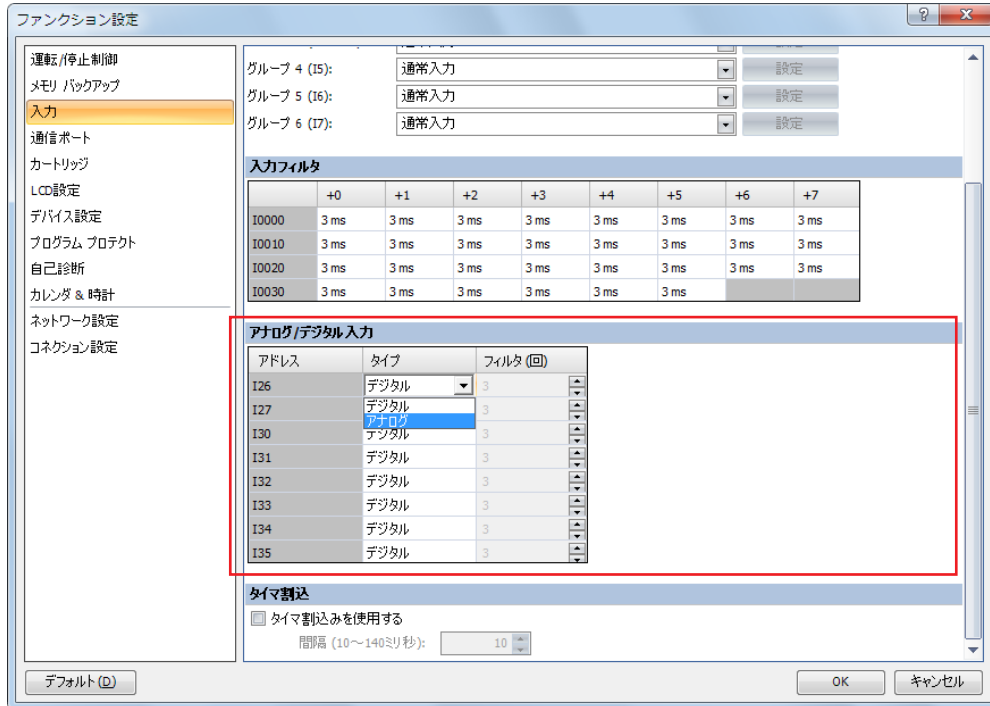 ファンクション設定
運転/停止制御
メモリ バックアップ
入力
通信ポート
カートリッジ
LCD設定
デバイス設定
プログラム プロテクト
自己診断
カレンダ & 時計
ネットワーク設定
コネクション設定
グループ 4 (I5): 通常入力 設定
グループ 5 (I6): 通常入力 設定
グループ 6 (I7): 通常入力 設定
入力フィルタ
+0 +1 +2 +3 +4 +5 +6 +7
I0000 3 ms 3 ms 3 ms 3 ms 3 ms 3 ms 3 ms 3 ms
I0010 3 ms 3 ms 3 ms 3 ms 3 ms 3 ms 3 ms 3 ms
I0020 3 ms 3 ms 3 ms 3 ms 3 ms 3 ms 3 ms 3 ms
I0030 3 ms 3 ms 3 ms 3 ms 3 ms 3 ms
アナログ/デジタル入力
アドレス タイプ フィルタ (回)
I26 デジタル 3
デジタル
アナログ
I27 3
I30 デジタル 3
I31 デジタル 3
I32 デジタル 3
I33 デジタル 3
I34 デジタル 3
I35 デジタル 3
タイマ割込
タイマ割込みを使用する
間隔 (10～140ミリ秒): 10
デフォルト(D) OK キャンセル